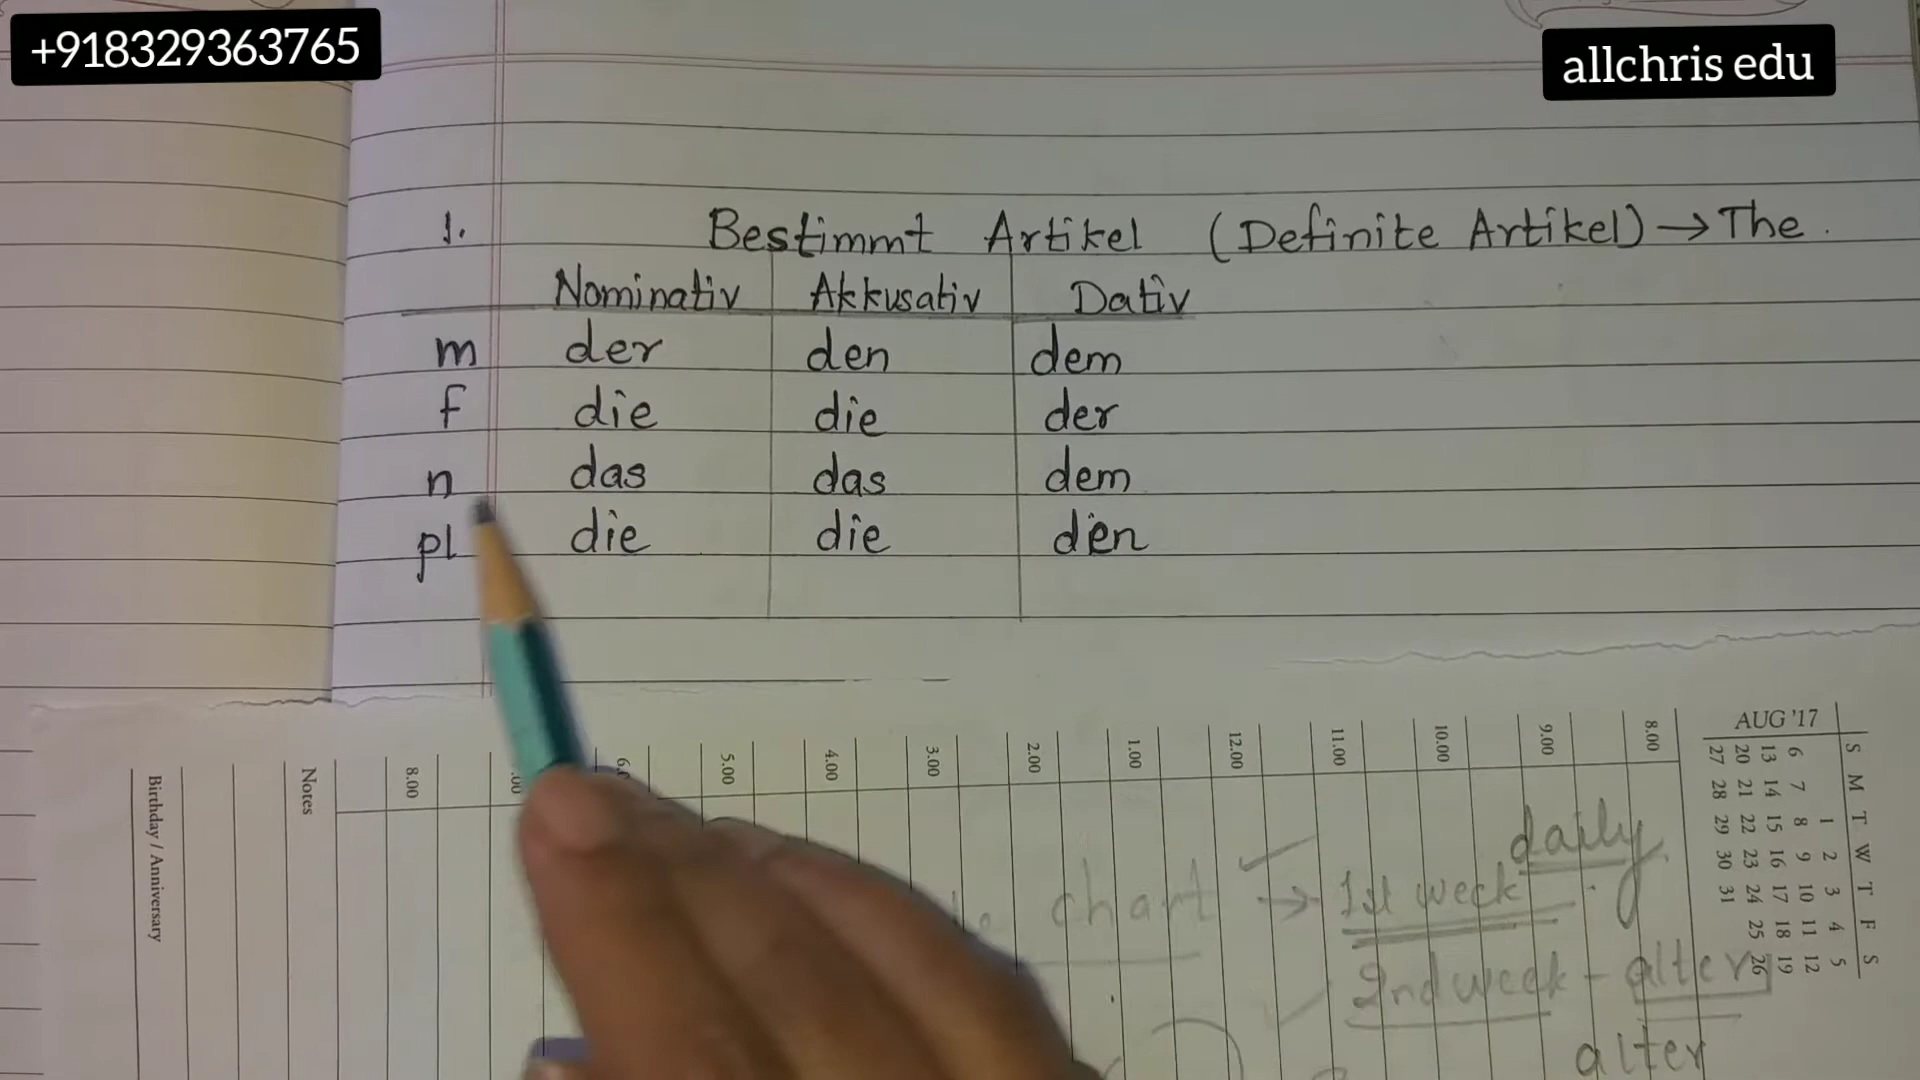 +918329363765
allchris edu
1. Bestimmt Artikel (Definite Artikel) → The.
Nominativ Akkusativ Dativ
m der den dem
f die die der
n das das dem
pl die die den
8.00
9.00
10.00
11.00
12.00
1.00
2.00
3.00
4.00
5.00
8.00
Notes
Birthday / Anniversary
AUG '17
S 6 13 20 27
M 7 14 21 28
T 1 8 15 22 29
W 2 9 16 23 30
T 3 10 17 24 31
F 4 11 18 25
S 5 12 19 26
daily
chart → 1st week
2nd week - alter
alter